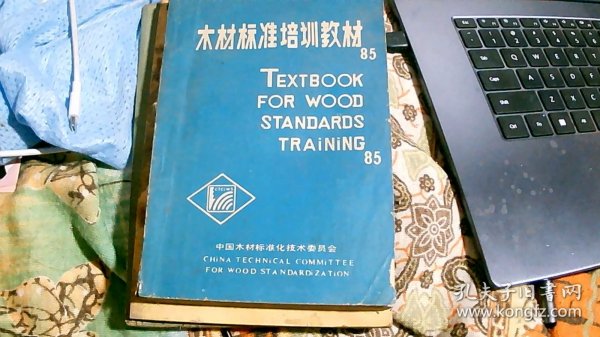 木材标准培训教材
85
TEXTBOOK
FOR WOOD
STANDARDS
TRAINING
85
CTCIWS
中国木材标准化技术委员会
CHINA TECHNICAL COMMITTEE
FOR WOOD STANDARDIZATION
孔夫子旧书网
www.kongfz.com